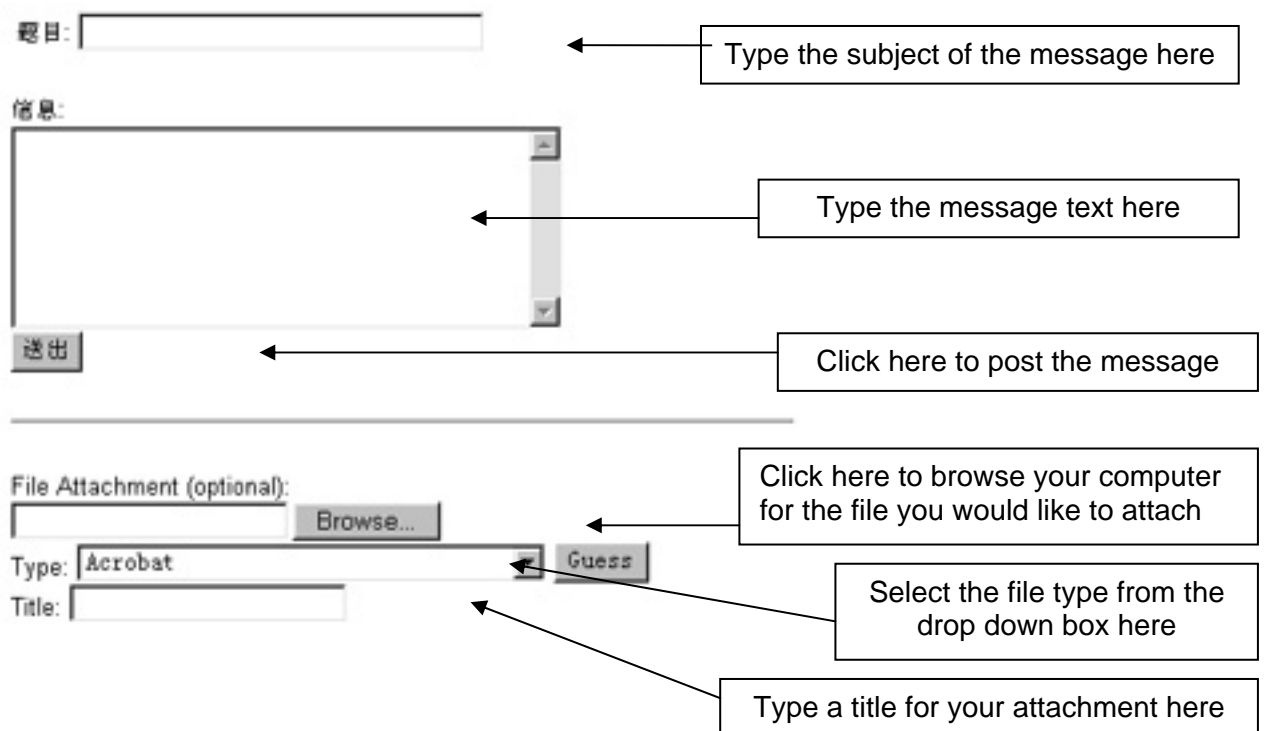 题目:
Type the subject of the message here
信息:
Type the message text here
送出
Click here to post the message
File Attachment (optional):
Browse...
Click here to browse your computer
for the file you would like to attach
Type: Acrobat
Guess
Select the file type from the
drop down box here
Title:
Type a title for your attachment here